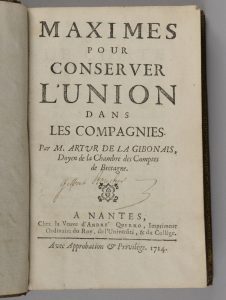 MAXIMES
POUR
CONSERVER
L'UNION
DANS
LES COMPAGNIES.
Par M. ARTUR DE LA GIBONAIS,
Doyen de la Chambre des Comptes
de Bretagne.
A NANTES,
Chez la Veuve d'ANDRE' QUERRO, Imprimeur
Ordinaire du Roy, de l'Université, & du College.
Avec Approbation & Privilege. 1714.